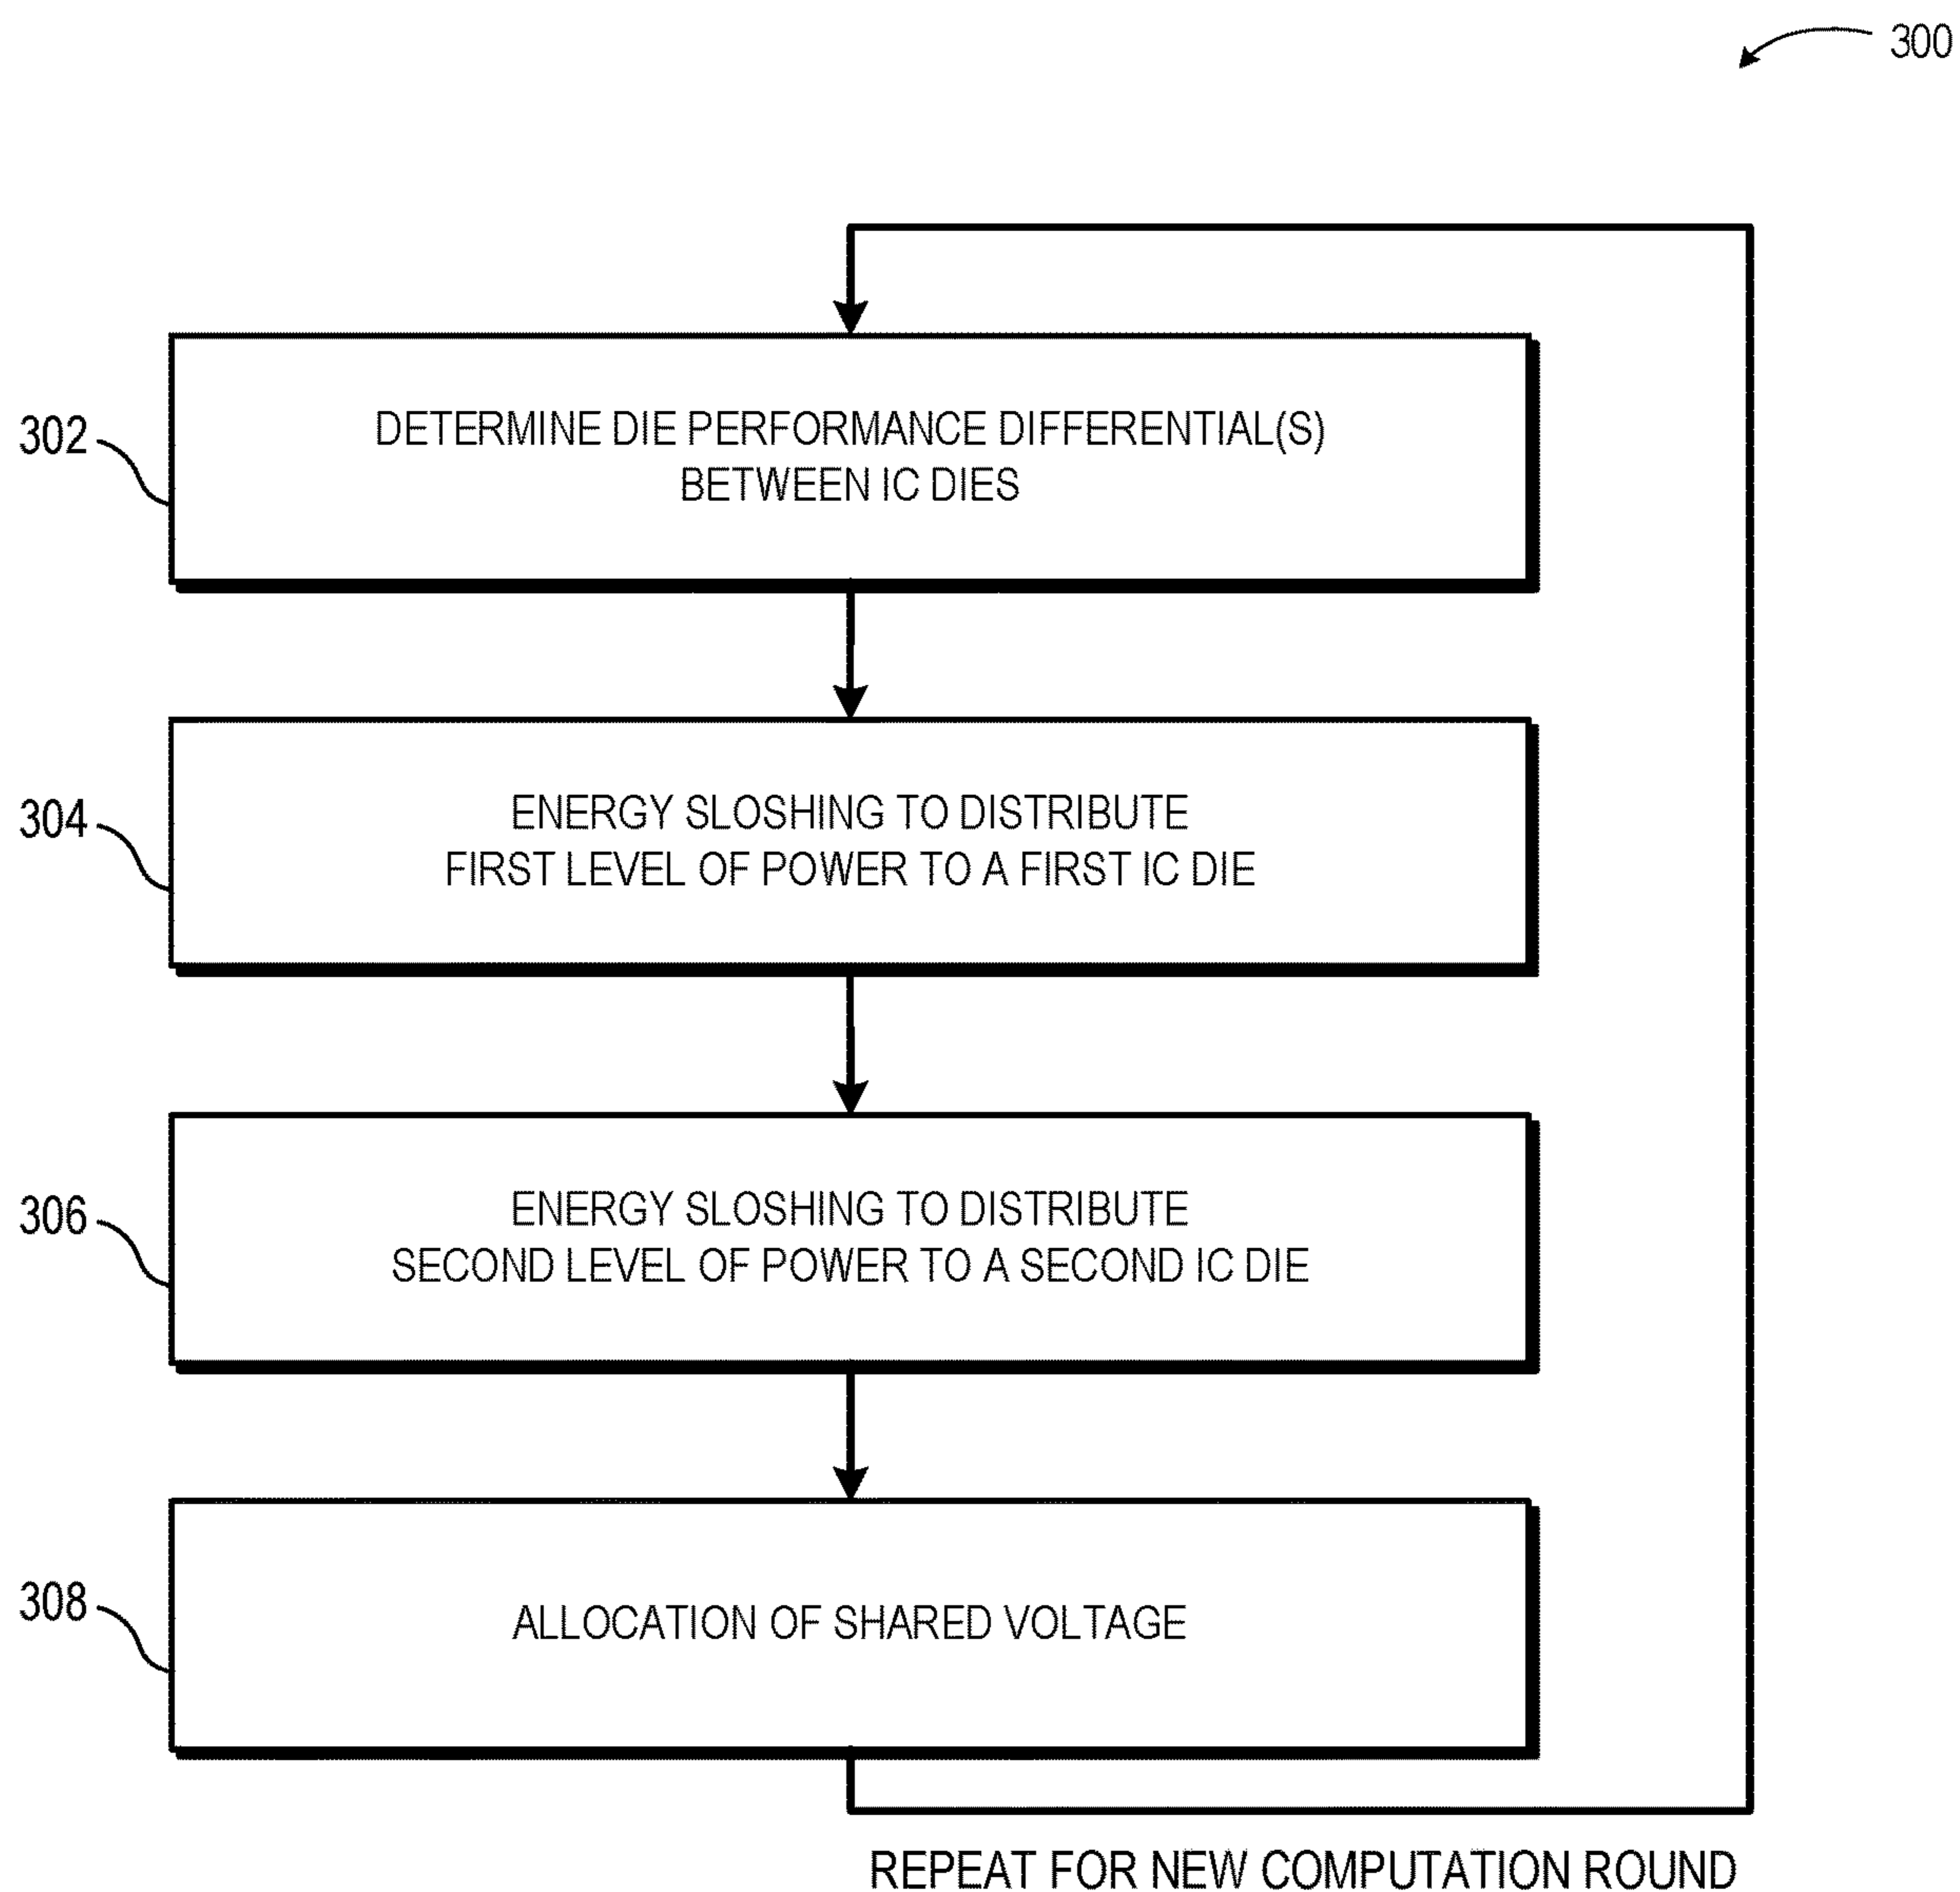 300
302
DETERMINE DIE PERFORMANCE DIFFERENTIAL(S)
BETWEEN IC DIES
304
ENERGY SLOSHING TO DISTRIBUTE
FIRST LEVEL OF POWER TO A FIRST IC DIE
306
ENERGY SLOSHING TO DISTRIBUTE
SECOND LEVEL OF POWER TO A SECOND IC DIE
308
ALLOCATION OF SHARED VOLTAGE
REPEAT FOR NEW COMPUTATION ROUND